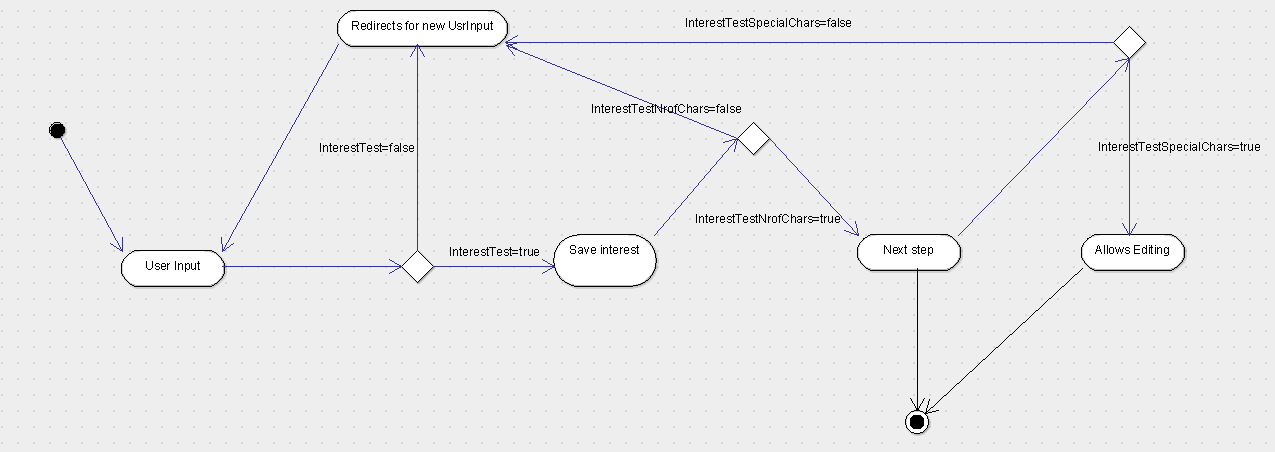 Redirects for new UsrInput
InterestTestSpecialChars=false
InterestTestNrofChars=false
InterestTest=false
InterestTestSpecialChars=true
InterestTestNrofChars=true
InterestTest=true
Save interest
Next step
Allows Editing
User Input